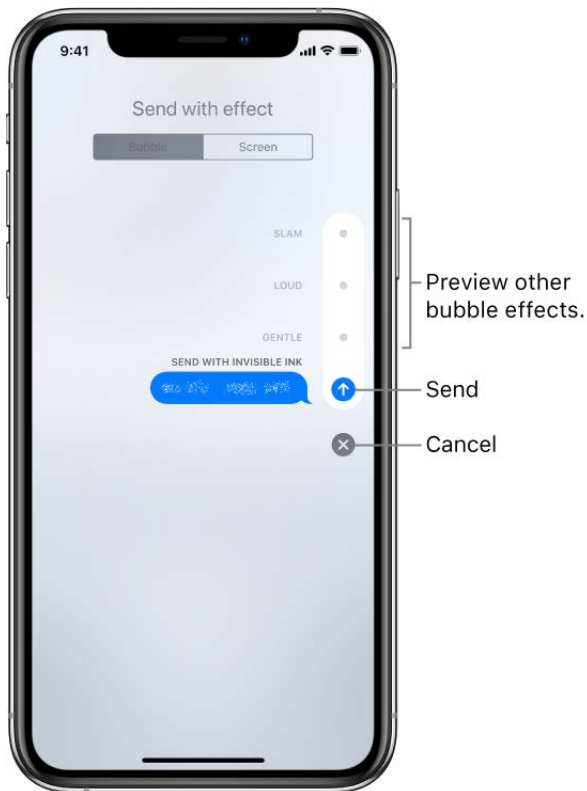 9:41
Send with effect
Bubble Screen
SLAM
LOUD
GENTLE
SEND WITH INVISIBLE INK
Preview other
bubble effects.
Send
Cancel